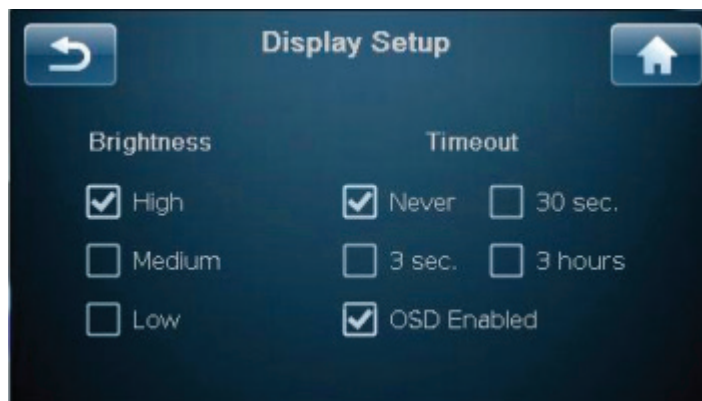 Display Setup
Brightness Timeout
High Never 30 sec.
Medium 3 sec. 3 hours
Low OSD Enabled